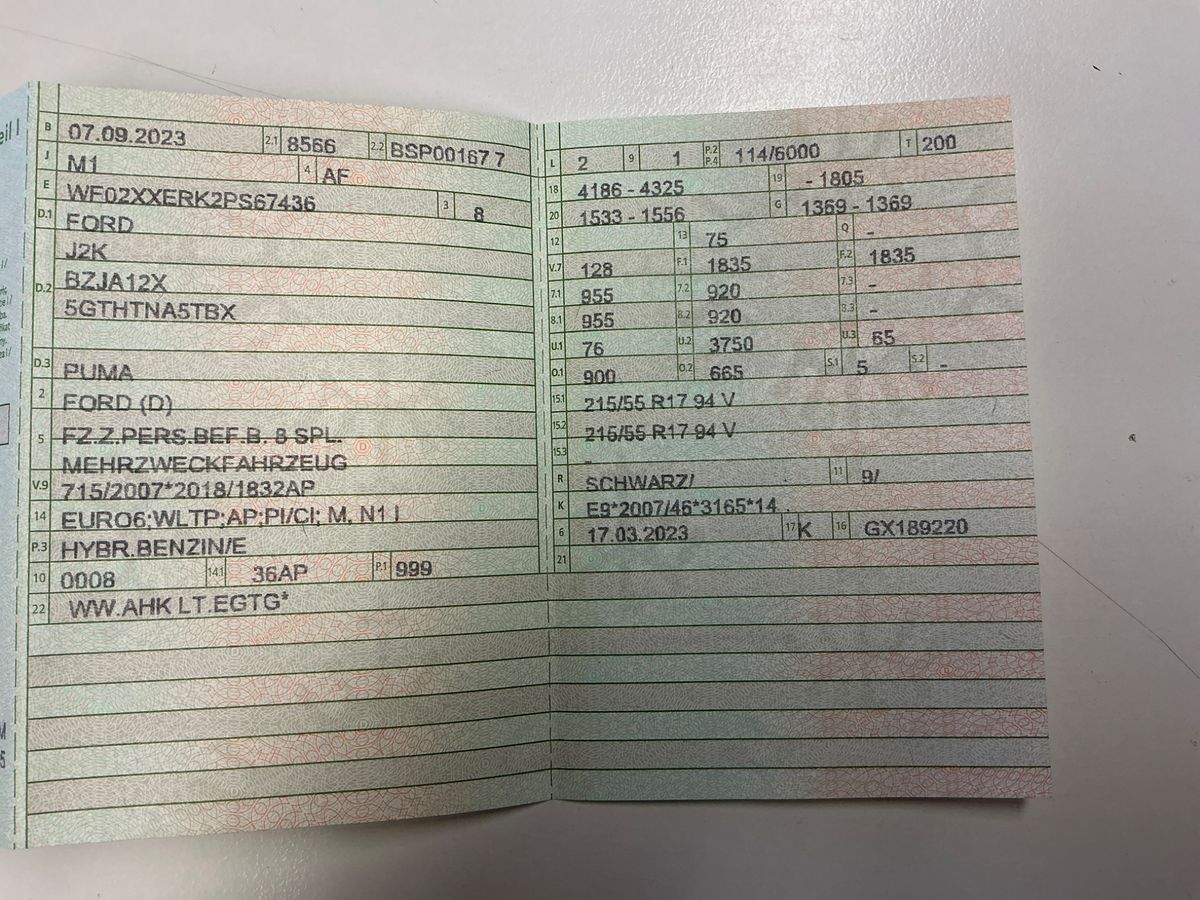 eil I
B 07.09.2023 2.1 8566 2.2 BSP00167 7
J M1 4 AF
E WF02XXERK2PS67436 3 8
D.1 FORD
D.2 J2K
BZJA12X
5GTHTNA5TBX
D.3 PUMA
2 FORD (D)
5 FZ.Z.PERS.BEF.B. 8 SPL.
MEHRZWECKFAHRZEUG
V.9 715/2007*2018/1832AP
14 EURO6;WLTP;AP;PI/CI; M, N1 I
P.3 HYBR.BENZIN/E
10 0008 14.1 36AP P.1 999
22 WW.AHK LT.EGTG*
L 2 9 1 P.2 P.4 114/6000 T 200
18 4186 - 4325 19 - 1805
20 1533 - 1556 G 1369 - 1369
12 13 75 Q -
V.7 128 F.1 1835 F.2 1835
7.1 955 7.2 920 7.3 -
8.1 955 8.2 920 8.3 -
U.1 76 U.2 3750 U.3 65
O.1 900 O.2 665 S.1 5 S.2 -
15.1 215/55 R17 94 V
15.2 215/55 R17 94 V
15.3 -
R SCHWARZ/ 11 9/
K E9*2007/46*3165*14
6 17.03.2023 17 K 16 GX189220
21